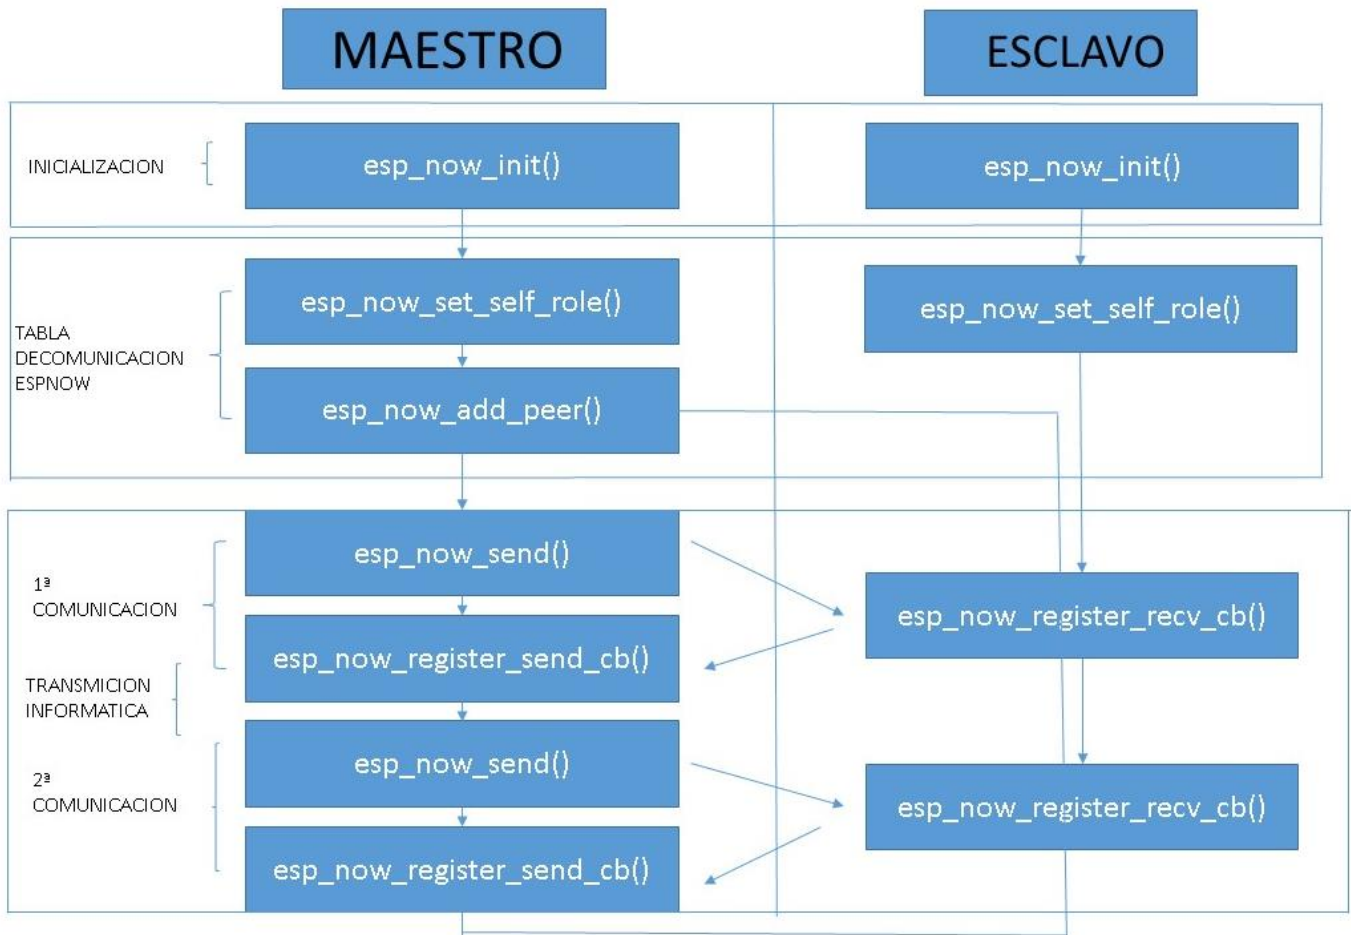 MAESTRO
ESCLAVO
INICIALIZACION
esp_now_init()
esp_now_init()
TABLA
DECOMUNICACION
ESPNOW
esp_now_set_self_role()
esp_now_set_self_role()
esp_now_add_peer()
1ª
COMUNICACION
esp_now_send()
esp_now_register_recv_cb()
esp_now_register_send_cb()
TRANSMICION
INFORMATICA
2ª
COMUNICACION
esp_now_send()
esp_now_register_recv_cb()
esp_now_register_send_cb()